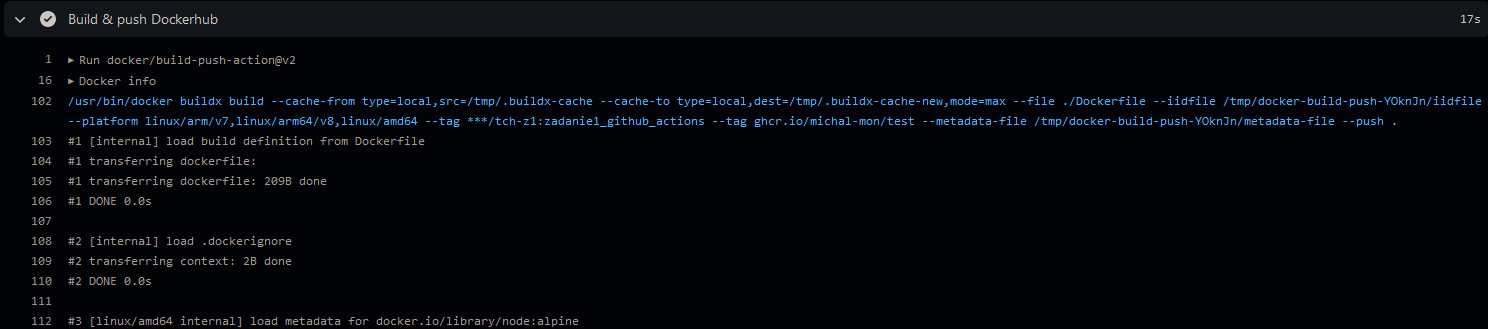 Build & push Dockerhub 17s
1 ▸ Run docker/build-push-action@v2
16 ▸ Docker info
102 /usr/bin/docker buildx build --cache-from type=local,src=/tmp/.buildx-cache --cache-to type=local,dest=/tmp/.buildx-cache-new,mode=max --file ./Dockerfile --iidfile /tmp/docker-build-push-YOknJn/iidfile
--platform linux/arm/v7,linux/arm64/v8,linux/amd64 --tag ***/tch-z1:zadanie1_github_actions --tag ghcr.io/michal-mon/test --metadata-file /tmp/docker-build-push-YOknJn/metadata-file --push .
103 #1 [internal] load build definition from Dockerfile
104 #1 transferring dockerfile:
105 #1 transferring dockerfile: 209B done
106 #1 DONE 0.0s
107
108 #2 [internal] load .dockerignore
109 #2 transferring context: 2B done
110 #2 DONE 0.0s
111
112 #3 [linux/amd64 internal] load metadata for docker.io/library/node:alpine